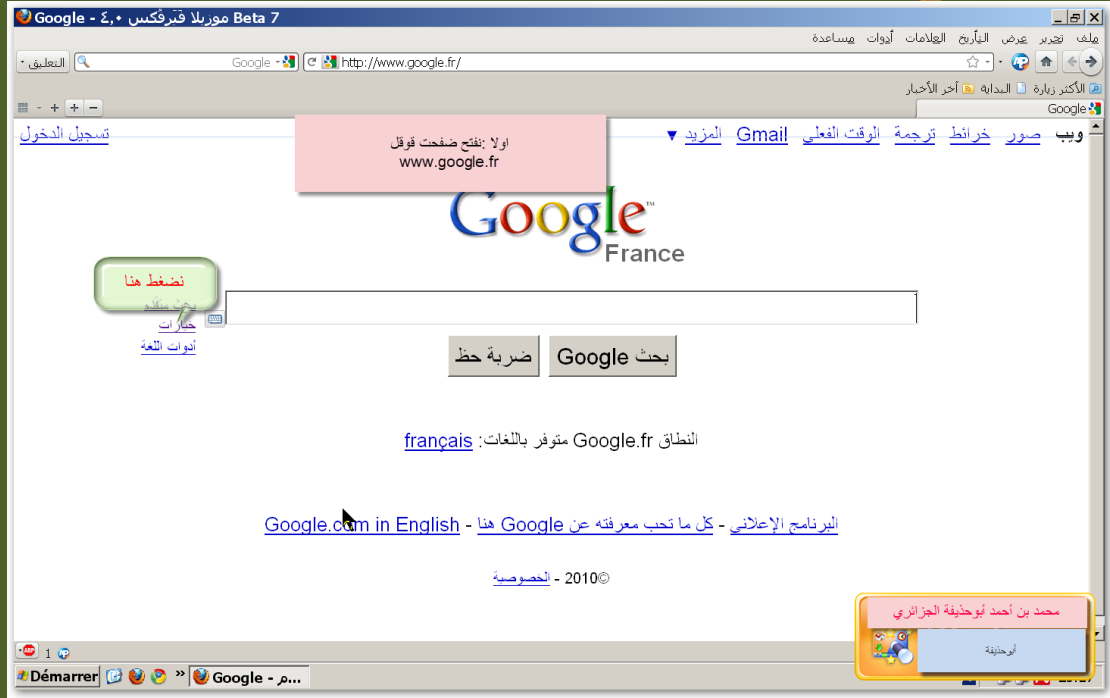 Google - موزيلا فَيَرفُكس ٤,٠ Beta 7
ملف تحرير عرض التأريخ العلامات أدوات مساعدة
http://www.google.fr/
Google
التعليق
الأكثر زيارة البداية آخر الأخبار
Google
ويب صور خرائط ترجمة الوقت الفعلي Gmail المزيد ▼
تسجيل الدخول
اولا :نفتح ضفحت قوقل
www.google.fr
Google™
France
نضغط هنا
خيارات
أدوات اللغة
بحث Google
ضربة حظ
النطاق Google.fr متوفر باللغات: français
البرنامج الإعلاني - كل ما تحب معرفته عن Google هنا - Google.com in English
©2010 - الخصوصية
محمد بن أحمد أبوحذيفة الجزائري
أبوحذيفة
1
Démarrer
Google - م...